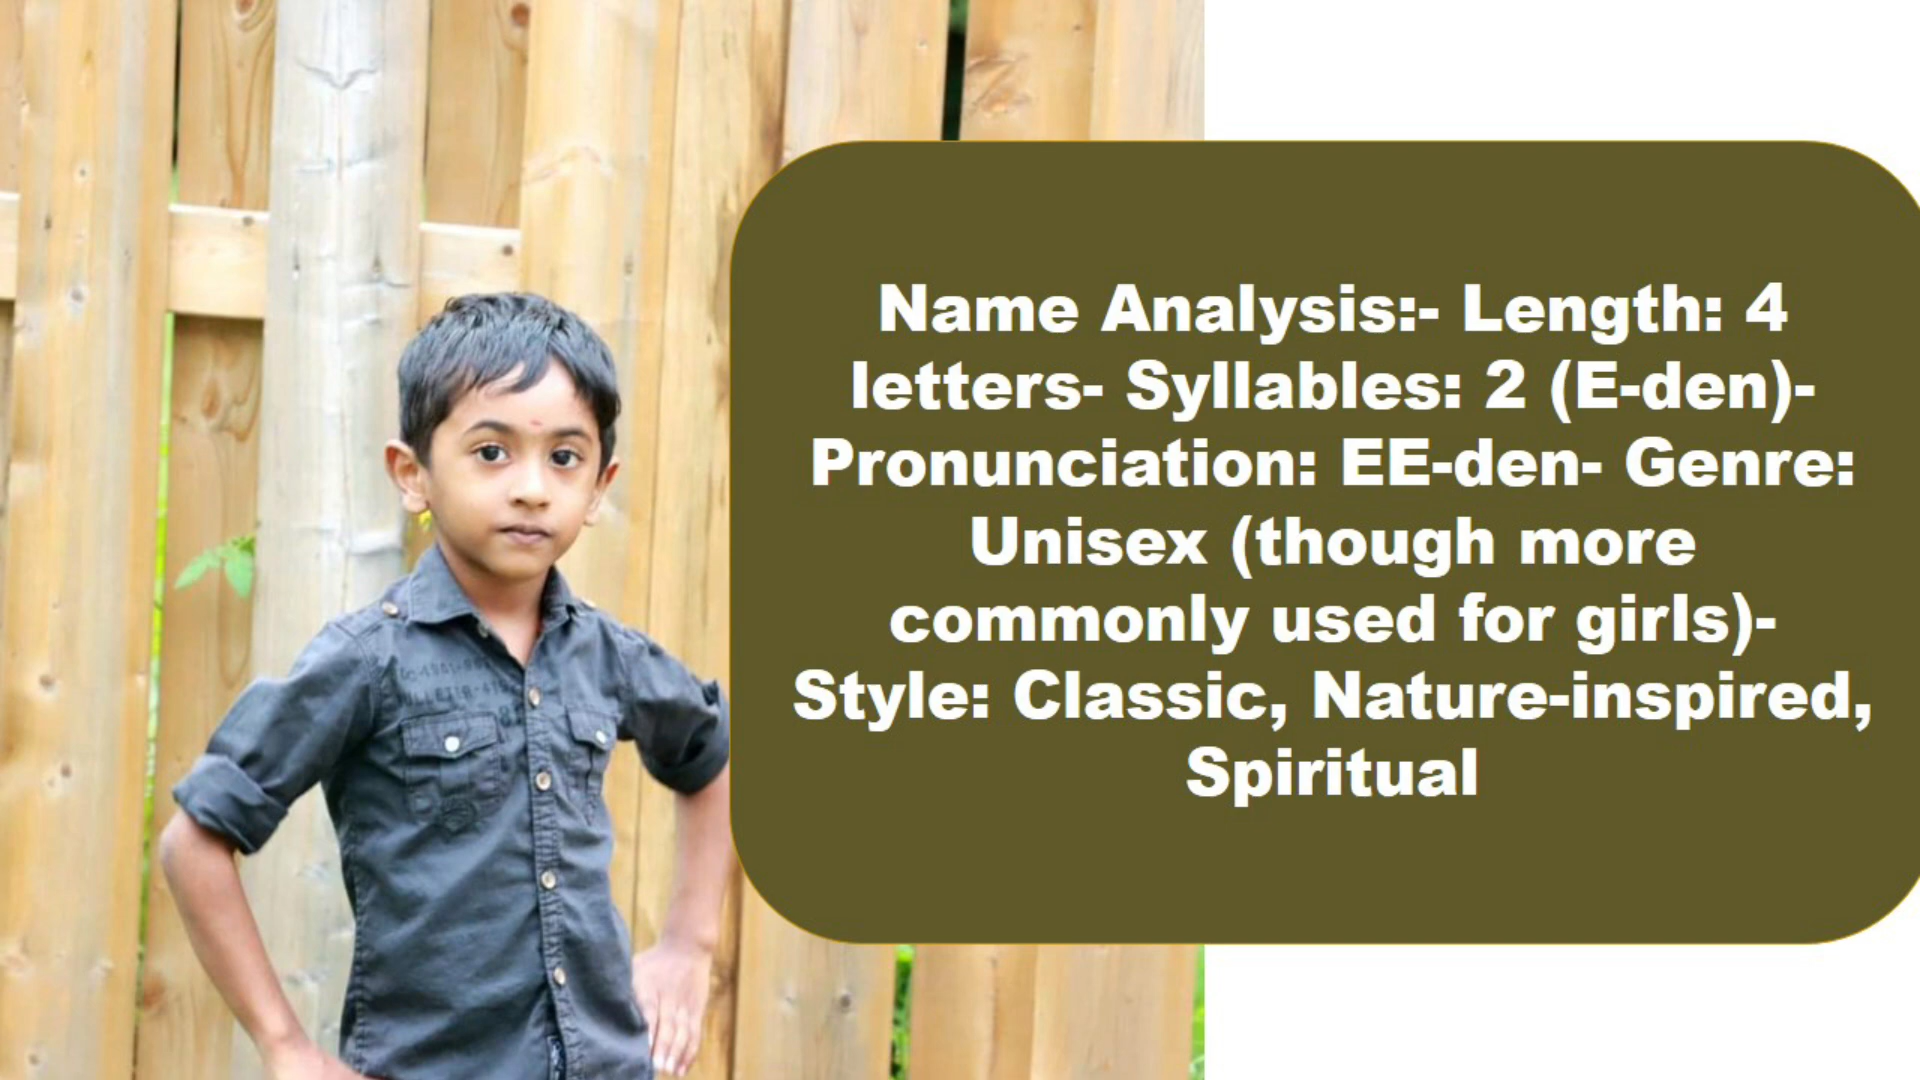 Name Analysis:- Length: 4
letters- Syllables: 2 (E-den)-
Pronunciation: EE-den- Genre:
Unisex (though more
commonly used for girls)-
Style: Classic, Nature-inspired,
Spiritual